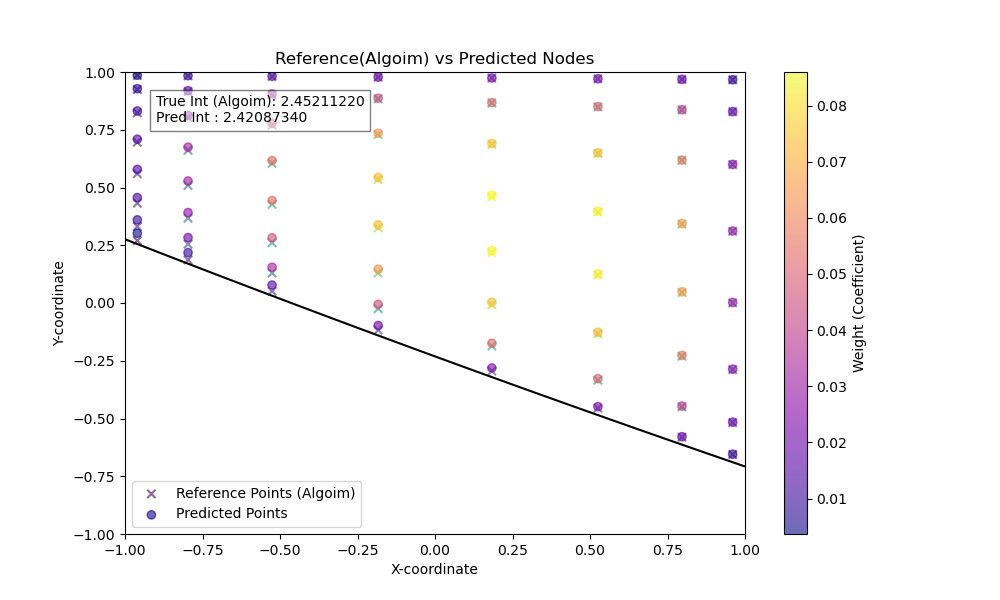 Reference(Algoim) vs Predicted Nodes
True Int (Algoim): 2.45211220
Pred Int : 2.42087340
1.00
0.75
0.50
0.25
0.00
−0.25
−0.50
−0.75
−1.00
Y-coordinate
Reference Points (Algoim)
Predicted Points
−1.00 −0.75 −0.50 −0.25 0.00 0.25 0.50 0.75 1.00
X-coordinate
0.08
0.07
0.06
0.05
0.04
0.03
0.02
0.01
Weight (Coefficient)